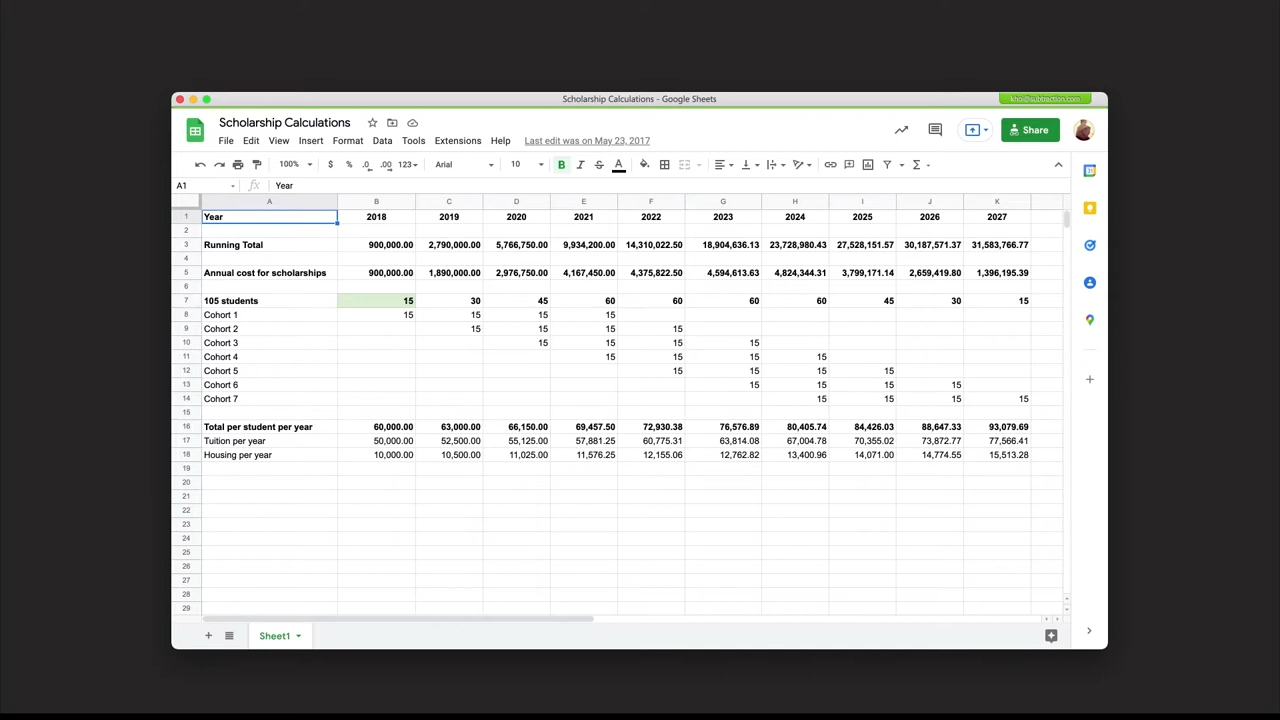 Scholarship Calculations - Google Sheets
khoi@subtraction.com
Scholarship Calculations
File Edit View Insert Format Data Tools Extensions Help Last edit was on May 23, 2017
Share
100% $ % .0 .00 123 Arial 10 B I S A Σ
A1 fx Year
A B C D E F G H I J K
1 Year 2018 2019 2020 2021 2022 2023 2024 2025 2026 2027
2
3 Running Total 900,000.00 2,790,000.00 5,766,750.00 9,934,200.00 14,310,022.50 18,904,636.13 23,728,980.43 27,528,151.57 30,187,571.37 31,583,766.77
4
5 Annual cost for scholarships 900,000.00 1,890,000.00 2,976,750.00 4,167,450.00 4,375,822.50 4,594,613.63 4,824,344.31 3,799,171.14 2,659,419.80 1,396,195.39
6
7 105 students 15 30 45 60 60 60 60 45 30 15
8 Cohort 1 15 15 15 15
9 Cohort 2 15 15 15 15
10 Cohort 3 15 15 15 15
11 Cohort 4 15 15 15 15
12 Cohort 5 15 15 15 15
13 Cohort 6 15 15 15 15
14 Cohort 7 15 15 15 15
15
16 Total per student per year 60,000.00 63,000.00 66,150.00 69,457.50 72,930.38 76,576.89 80,405.74 84,426.03 88,647.33 93,079.69
17 Tuition per year 50,000.00 52,500.00 55,125.00 57,881.25 60,775.31 63,814.08 67,004.78 70,355.02 73,872.77 77,566.41
18 Housing per year 10,000.00 10,500.00 11,025.00 11,576.25 12,155.06 12,762.82 13,400.96 14,071.00 14,774.55 15,513.28
19
20
21
22
23
24
25
26
27
28
29
Sheet1